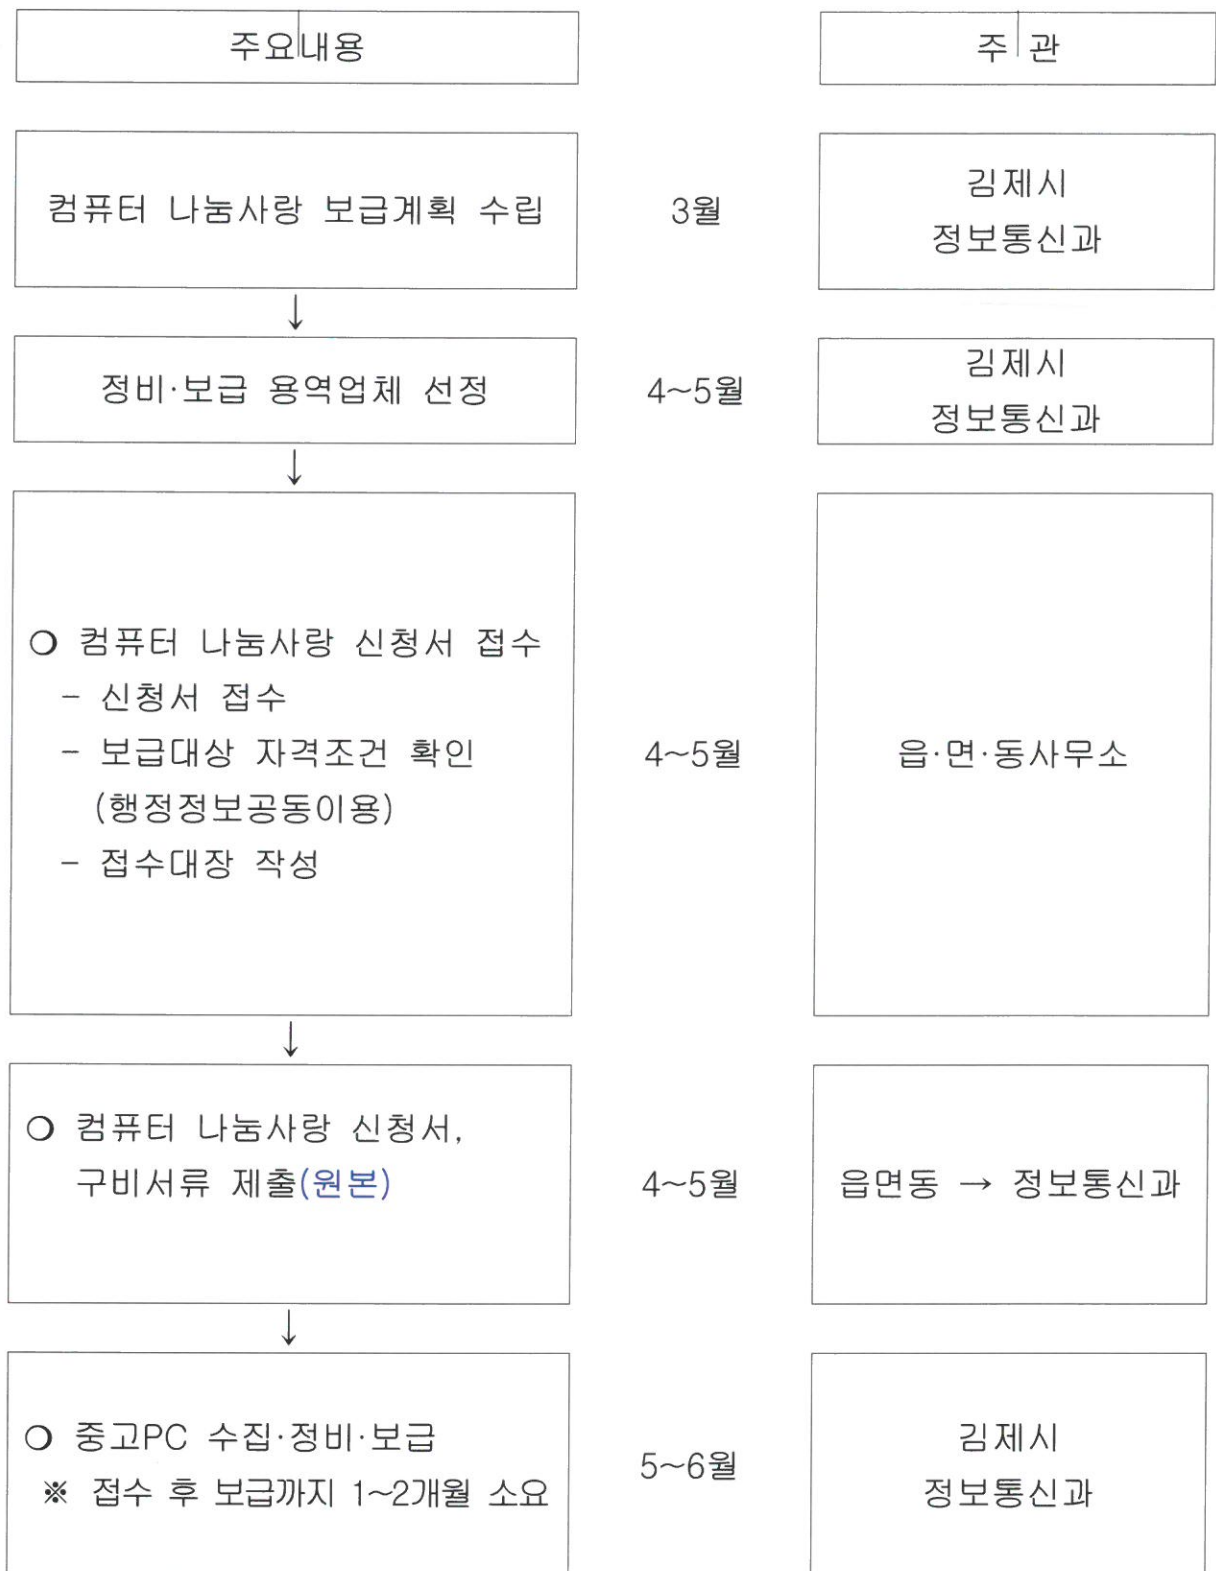 주요내용
주 관
컴퓨터 나눔사랑 보급계획 수립
3월
김제시
정보통신과
↓
정비·보급 용역업체 선정
4~5월
김제시
정보통신과
↓
❍ 컴퓨터 나눔사랑 신청서 접수
- 신청서 접수
- 보급대상 자격조건 확인
(행정정보공동이용)
- 접수대장 작성
4~5월
읍·면·동사무소
↓
❍ 컴퓨터 나눔사랑 신청서,
구비서류 제출(원본)
4~5월
읍면동 → 정보통신과
↓
❍ 중고PC 수집·정비·보급
※ 접수 후 보급까지 1~2개월 소요
5~6월
김제시
정보통신과